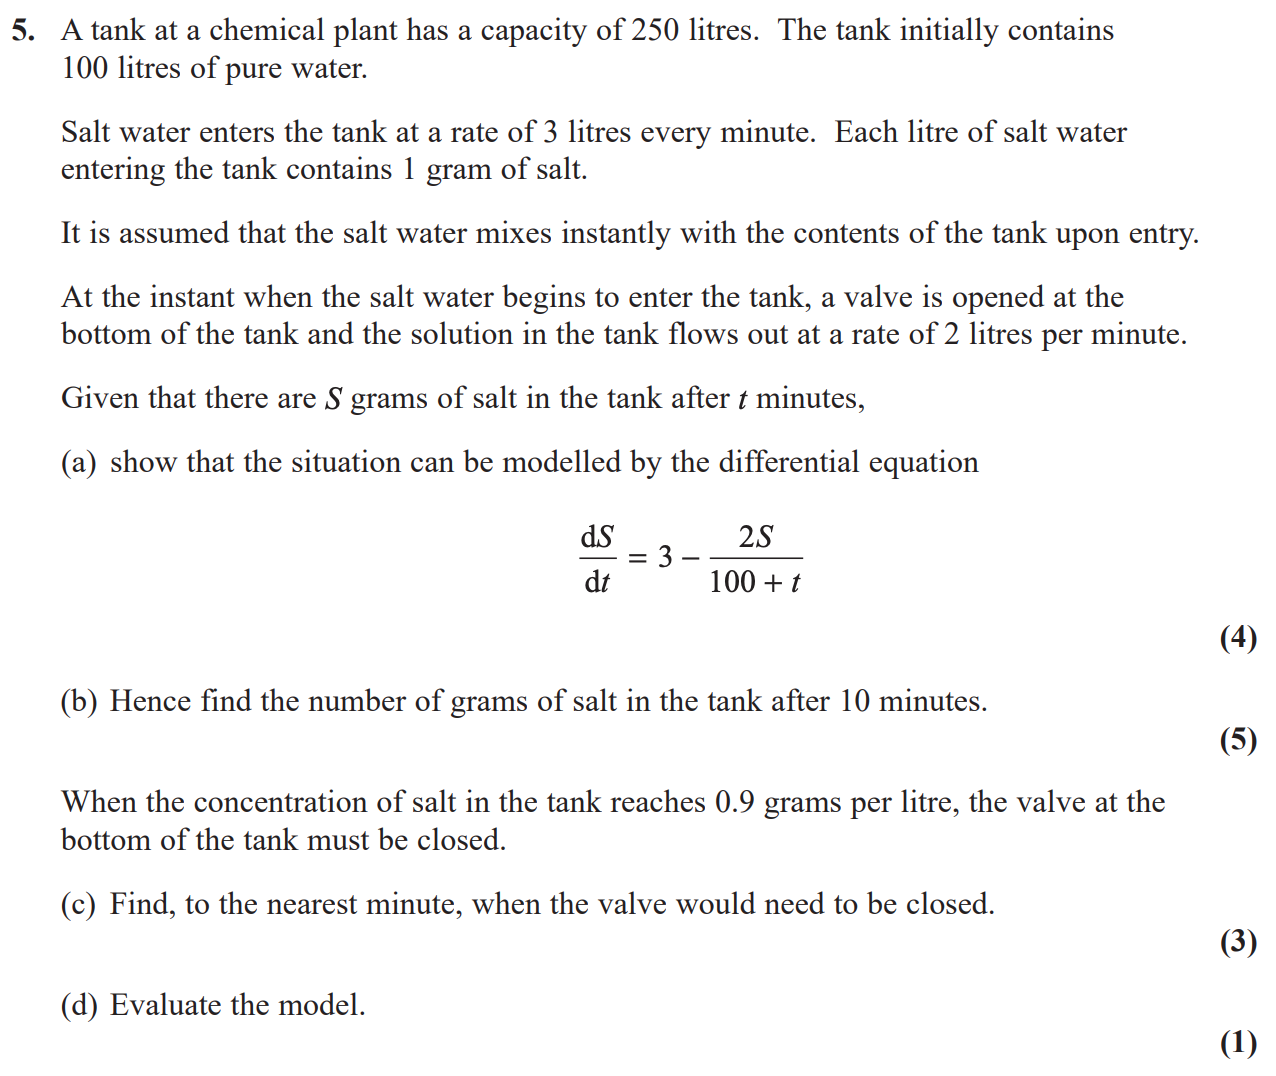 5. A tank at a chemical plant has a capacity of 250 litres. The tank initially contains
100 litres of pure water.
Salt water enters the tank at a rate of 3 litres every minute. Each litre of salt water
entering the tank contains 1 gram of salt.
It is assumed that the salt water mixes instantly with the contents of the tank upon entry.
At the instant when the salt water begins to enter the tank, a valve is opened at the
bottom of the tank and the solution in the tank flows out at a rate of 2 litres per minute.
Given that there are S grams of salt in the tank after t minutes,
(a) show that the situation can be modelled by the differential equation
dS/dt = 3 − 2S/(100 + t)
(4)
(b) Hence find the number of grams of salt in the tank after 10 minutes.
(5)
When the concentration of salt in the tank reaches 0.9 grams per litre, the valve at the
bottom of the tank must be closed.
(c) Find, to the nearest minute, when the valve would need to be closed.
(3)
(d) Evaluate the model.
(1)